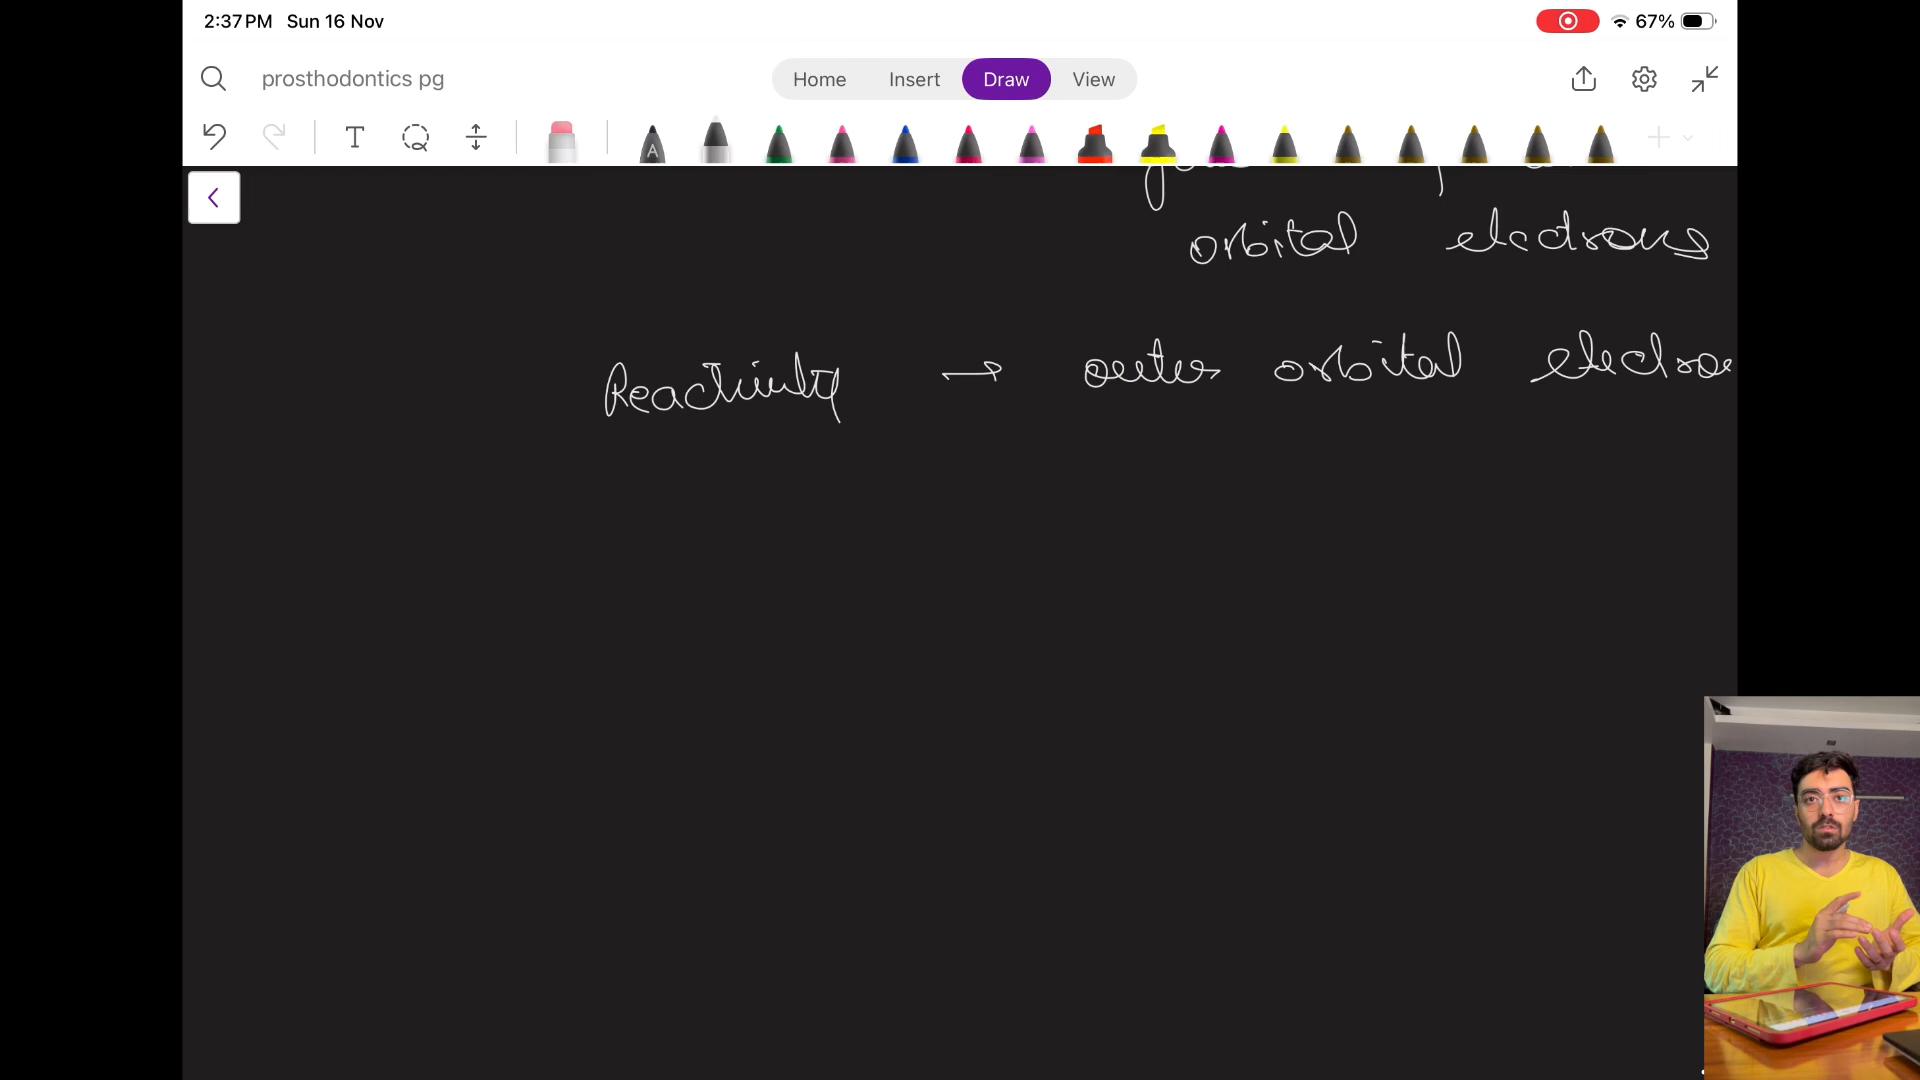 2:37 PM Sun 16 Nov 67%
prosthodontics pg Home Insert Draw View
T A
orbital electrons
Reactivity → outer orbital electro